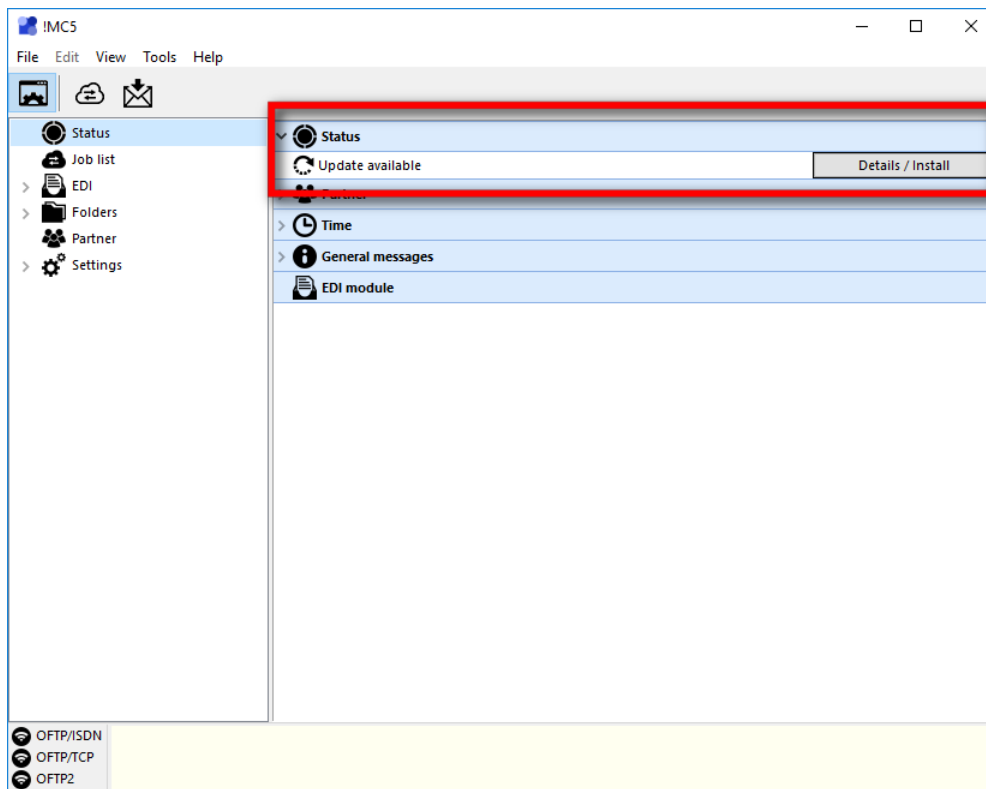 !MC5
File Edit View Tools Help
Status
Job list
EDI
Folders
Partner
Settings
Status
Update available Details / Install
Partner
Time
General messages
EDI module
OFTP/ISDN
OFTP/TCP
OFTP2